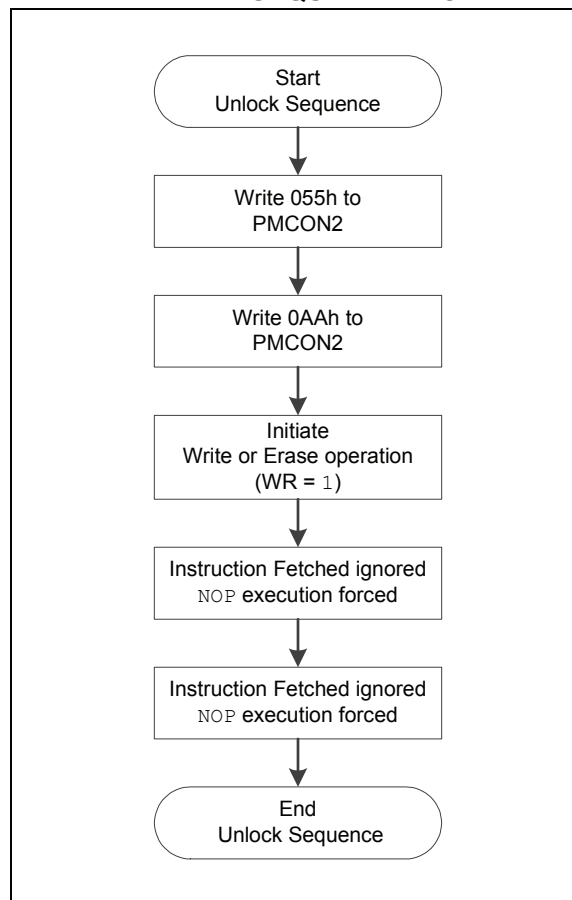 Start
Unlock Sequence
Write 055h to
PMCON2
Write 0AAh to
PMCON2
Initiate
Write or Erase operation
(WR = 1)
Instruction Fetched ignored
NOP execution forced
Instruction Fetched ignored
NOP execution forced
End
Unlock Sequence